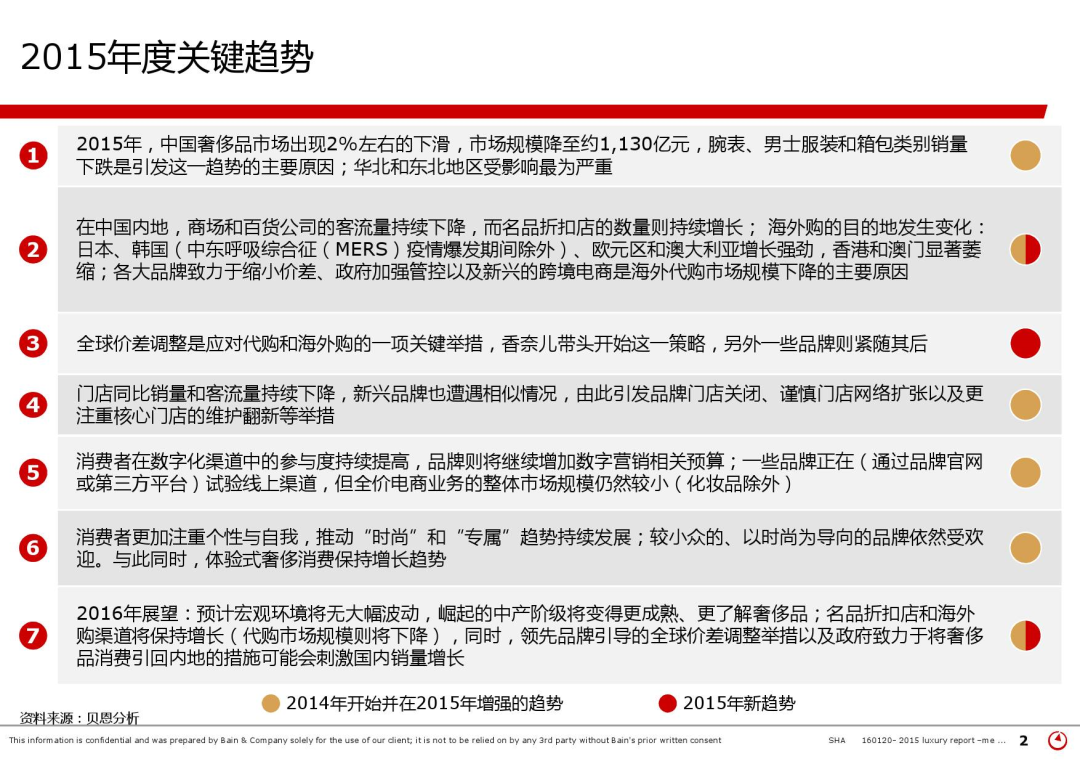 2015年度关键趋势
1
2015年，中国奢侈品市场出现2%左右的下滑，市场规模降至约1,130亿元，腕表、男士服装和箱包类别销量
下跌是引发这一趋势的主要原因；华北和东北地区受影响最为严重
2
在中国内地，商场和百货公司的客流量持续下降，而名品折扣店的数量则持续增长； 海外购的目的地发生变化：
日本、韩国（中东呼吸综合征（MERS）疫情爆发期间除外）、欧元区和澳大利亚增长强劲，香港和澳门显著萎
缩；各大品牌致力于缩小价差、政府加强管控以及新兴的跨境电商是海外代购市场规模下降的主要原因
3
全球价差调整是应对代购和海外购的一项关键举措，香奈儿带头开始这一策略，另外一些品牌则紧随其后
4
门店同比销量和客流量持续下降，新兴品牌也遭遇相似情况，由此引发品牌门店关闭、谨慎门店网络扩张以及更
注重核心门店的维护翻新等举措
5
消费者在数字化渠道中的参与度持续提高，品牌则将继续增加数字营销相关预算；一些品牌正在（通过品牌官网
或第三方平台）试验线上渠道，但全价电商业务的整体市场规模仍然较小（化妆品除外）
6
消费者更加注重个性与自我，推动“时尚”和“专属”趋势持续发展；较小众的、以时尚为导向的品牌依然受欢
迎。与此同时，体验式奢侈消费保持增长趋势
7
2016年展望：预计宏观环境将无大幅波动，崛起的中产阶级将变得更成熟、更了解奢侈品；名品折扣店和海外
购渠道将保持增长（代购市场规模则将下降），同时，领先品牌引导的全球价差调整举措以及政府致力于将奢侈
品消费引回内地的措施可能会刺激国内销量增长
2014年开始并在2015年增强的趋势
2015年新趋势
资料来源：贝恩分析
This information is confidential and was prepared by Bain & Company solely for the use of our client; it is not to be relied on by any 3rd party without Bain's prior written consent
SHA
160120- 2015 luxury report –me ...
2